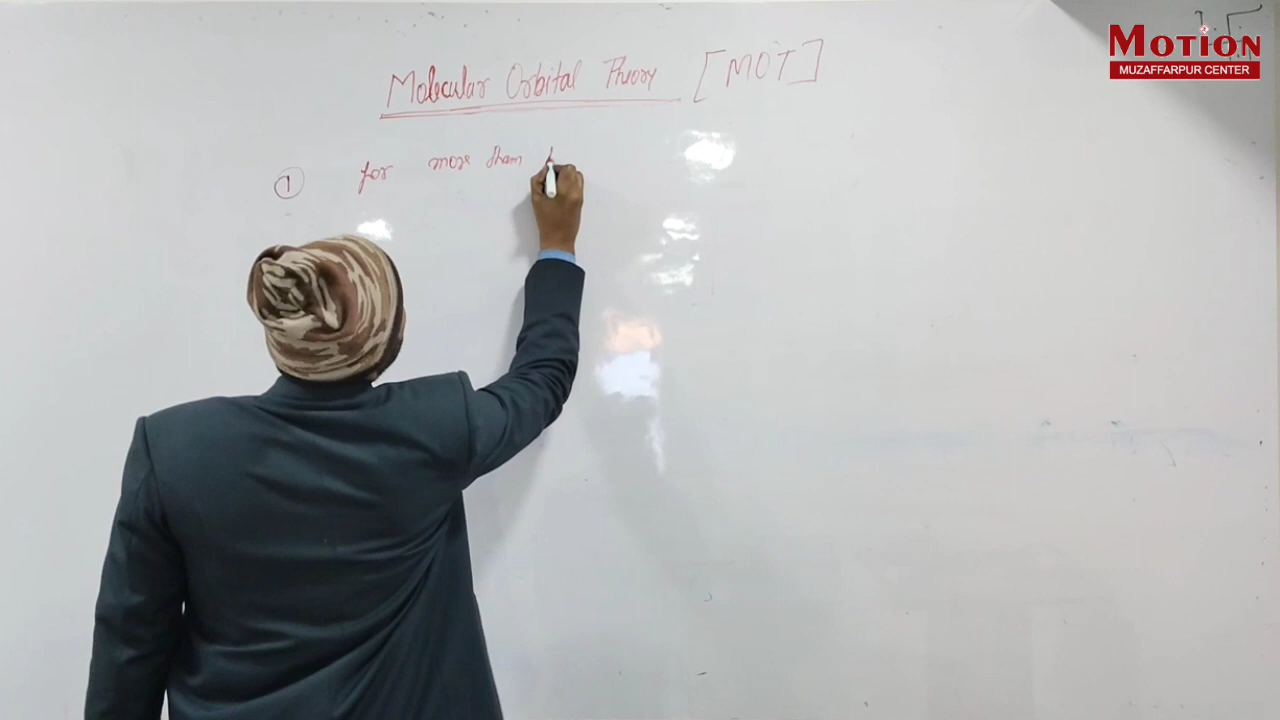 MOTION
MUZAFFARPUR CENTER
Molecular Orbital Theory [MOT]
① for more than